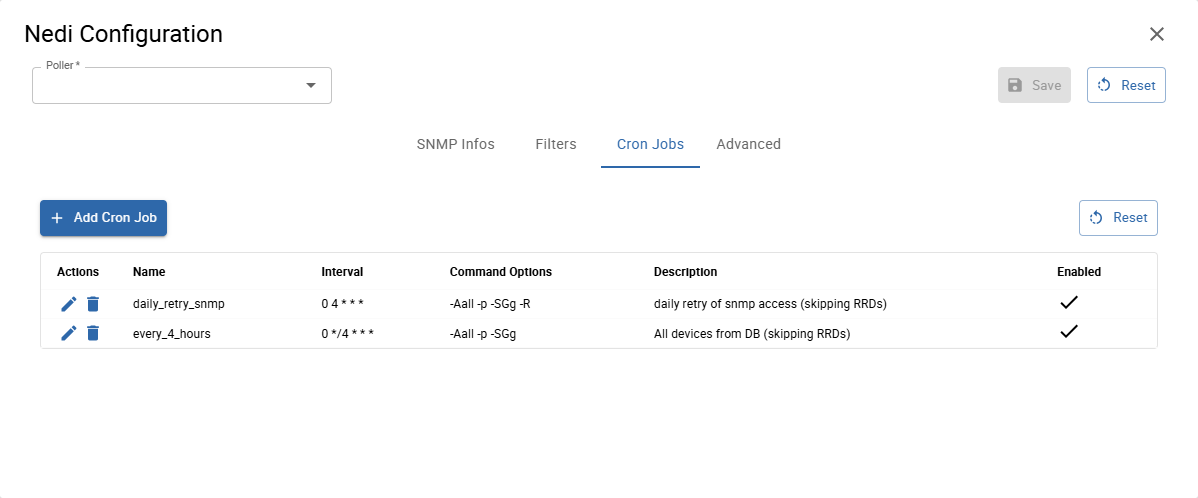 Nedi Configuration
Poller *
Save
Reset
SNMP Infos
Filters
Cron Jobs
Advanced
Add Cron Job
Reset
Actions Name Interval Command Options Description Enabled
daily_retry_snmp 0 4 * * * -Aall -p -SGg -R daily retry of snmp access (skipping RRDs)
every_4_hours 0 */4 * * * -Aall -p -SGg All devices from DB (skipping RRDs)